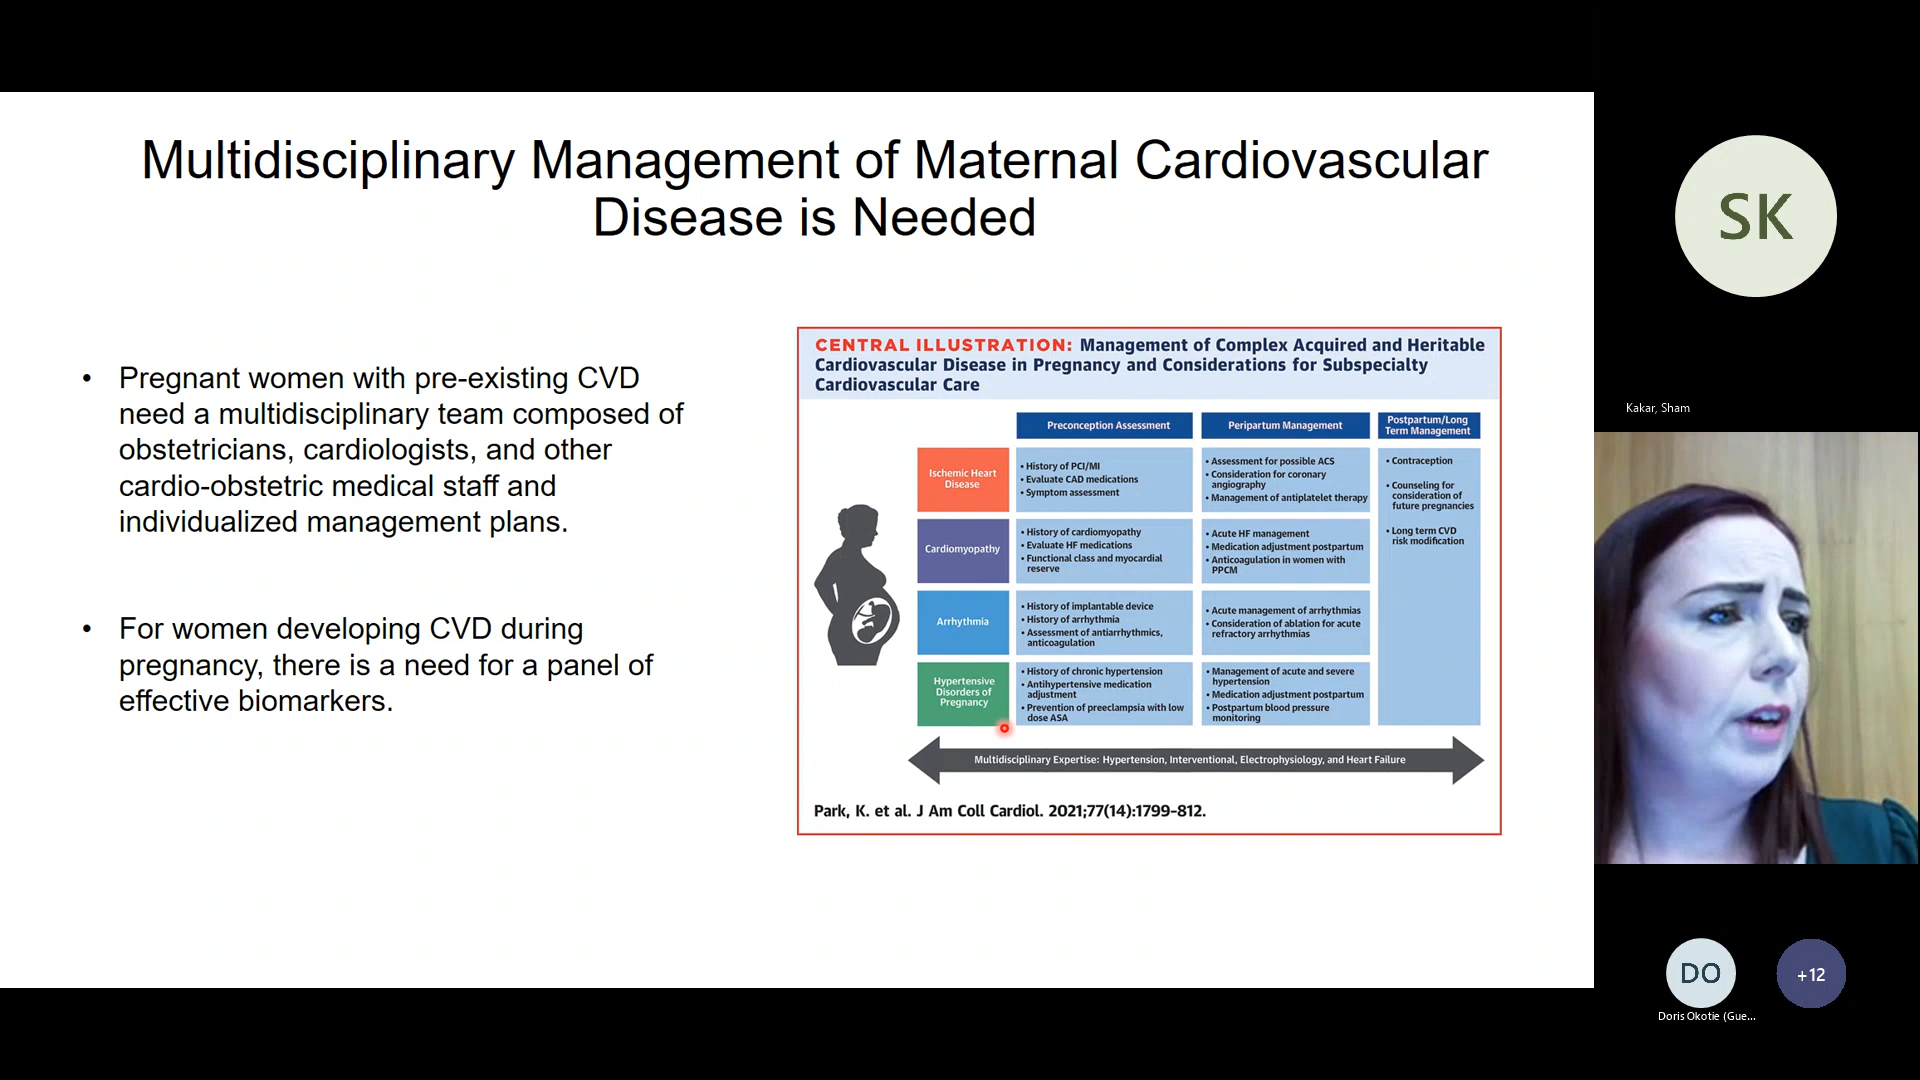 Multidisciplinary Management of Maternal Cardiovascular
Disease is Needed
• Pregnant women with pre-existing CVD
need a multidisciplinary team composed of
obstetricians, cardiologists, and other
cardio-obstetric medical staff and
individualized management plans.
• For women developing CVD during
pregnancy, there is a need for a panel of
effective biomarkers.
CENTRAL ILLUSTRATION: Management of Complex Acquired and Heritable
Cardiovascular Disease in Pregnancy and Considerations for Subspecialty
Cardiovascular Care
Preconception Assessment
Peripartum Management
Postpartum/Long
Term Management
Ischemic Heart
Disease
• History of PCI/MI
• Evaluate CAD medications
• Symptom assessment
• Assessment for possible ACS
• Consideration for coronary
angiography
• Management of antiplatelet therapy
• Contraception
• Counseling for
consideration of
future pregnancies
• Long term CVD
risk modification
Cardiomyopathy
• History of cardiomyopathy
• Evaluate HF medications
• Functional class and myocardial
reserve
• Acute HF management
• Medication adjustment postpartum
• Anticoagulation in women with
PPCM
Arrhythmia
• History of implantable device
• History of arrhythmia
• Assessment of antiarrhythmics,
anticoagulation
• Acute management of arrhythmias
• Consideration of ablation for acute
refractory arrhythmias
Hypertensive
Disorders of
Pregnancy
• History of chronic hypertension
• Antihypertensive medication
adjustment
• Prevention of preeclampsia with low
dose ASA
• Management of acute and severe
hypertension
• Medication adjustment postpartum
• Postpartum blood pressure
monitoring
Multidisciplinary Expertise: Hypertension, Interventional, Electrophysiology, and Heart Failure
Park, K. et al. J Am Coll Cardiol. 2021;77(14):1799-812.
SK
Kakar, Sham
DO
+12
Doris Okotie (Gue...